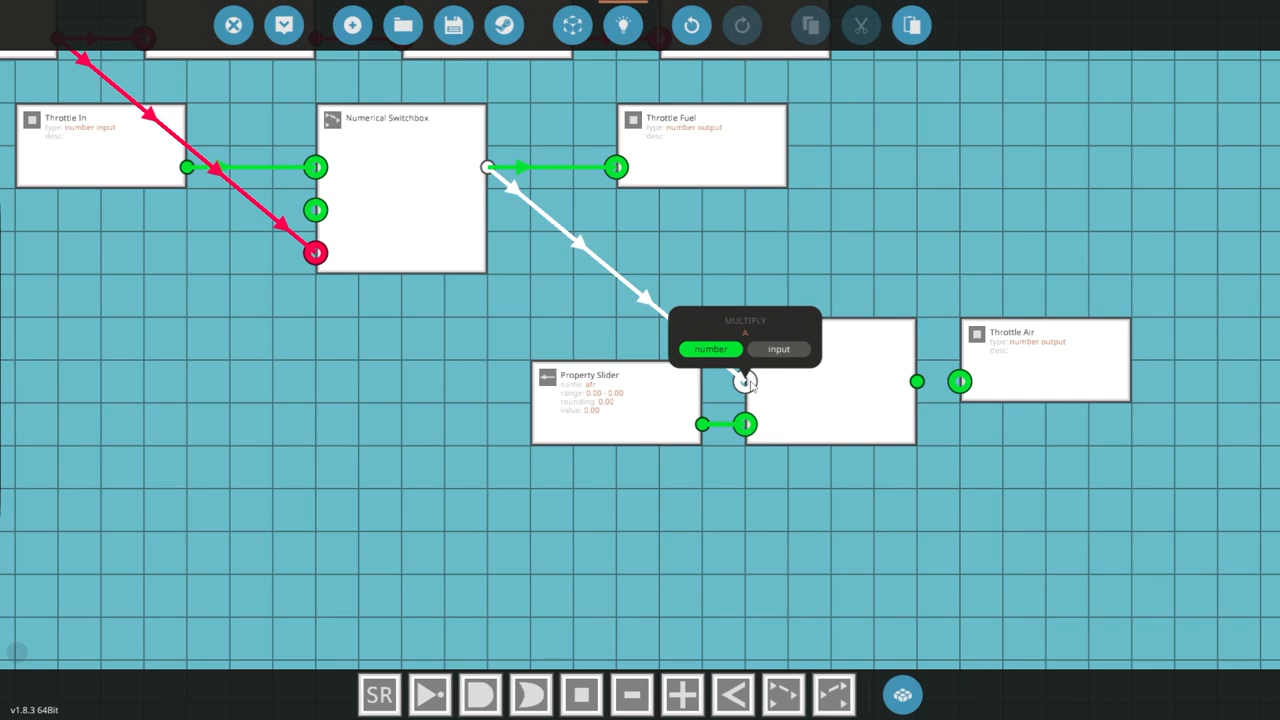 Throttle In
type: number input
desc:
Numerical Switchbox
Throttle Fuel
type: number output
desc:
MULTIPLY
A
number input
Throttle Air
type: number output
desc:
Property Slider
name: afr
range: 0.00 - 0.00
rounding: 0.00
value: 0.00
SR
v1.8.3 64Bit